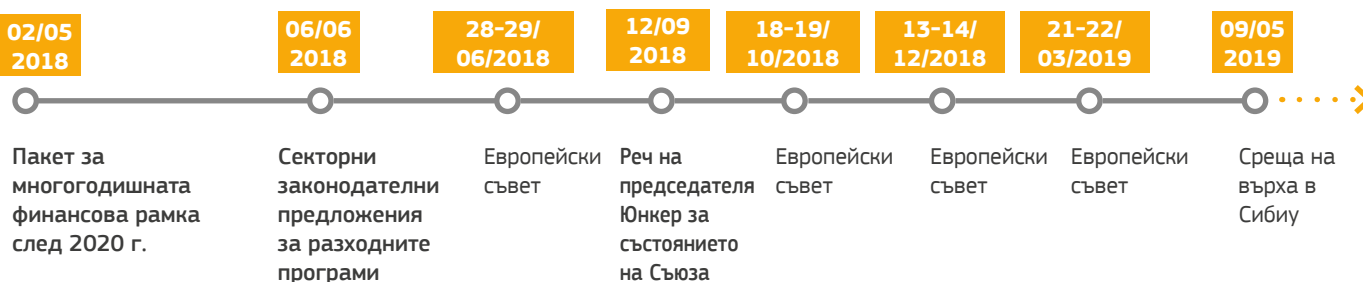 02/05
2018
06/06
2018
28-29/
06/2018
12/09
2018
18-19/
10/2018
13-14/
12/2018
21-22/
03/2019
09/05
2019
Пакет за
многогодишната
финансова рамка
след 2020 г.
Секторни
законодателни
предложения
за разходните
програми
Европейски
съвет
Реч на
председателя
Юнкер за
състоянието
на Съюза
Европейски
съвет
Европейски
съвет
Европейски
съвет
Среща на
върха в
Сибиу